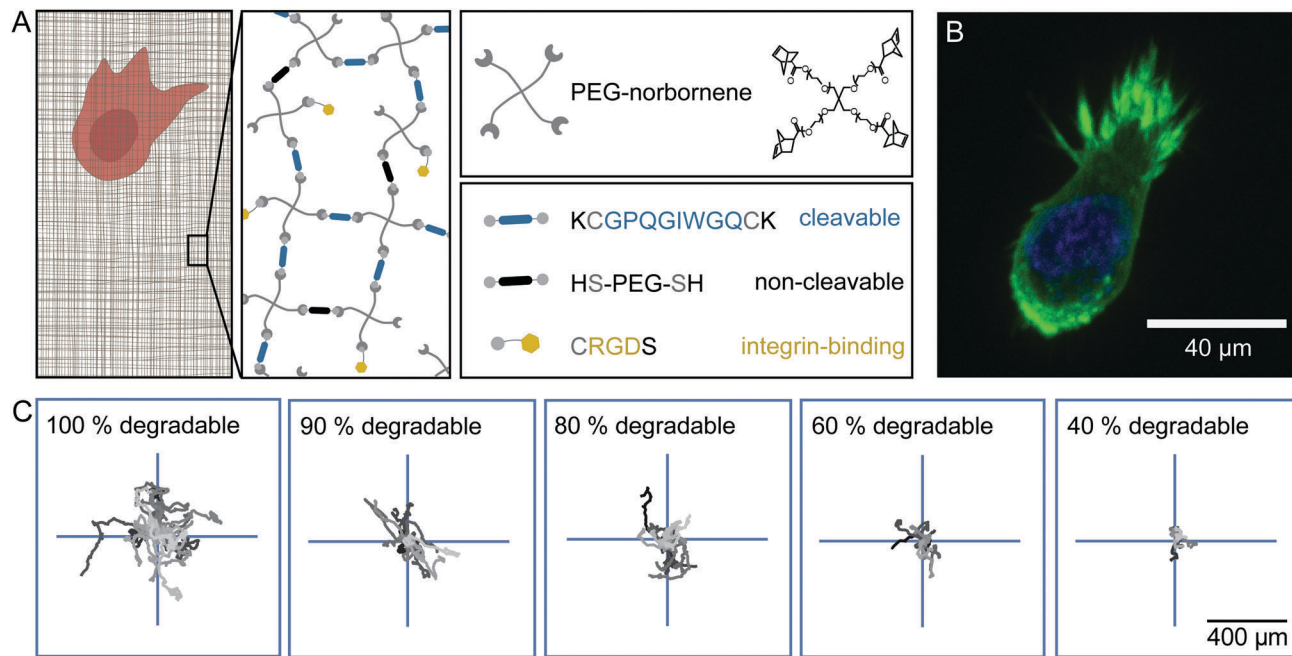 A
PEG-norbornene
O
O
O
O
O
O
O
O
O
O
O
O
KCGPQGIWGQCK cleavable
HS-PEG-SH non-cleavable
CRGDS integrin-binding
B
40 µm
C
100 % degradable
90 % degradable
80 % degradable
60 % degradable
40 % degradable
400 µm